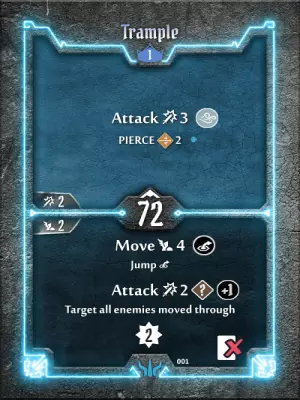 Trample
1
Attack 3
PIERCE 2
2
72
2
Move 4
Jump
Attack 2 ? +1
Target all enemies moved through
2
001